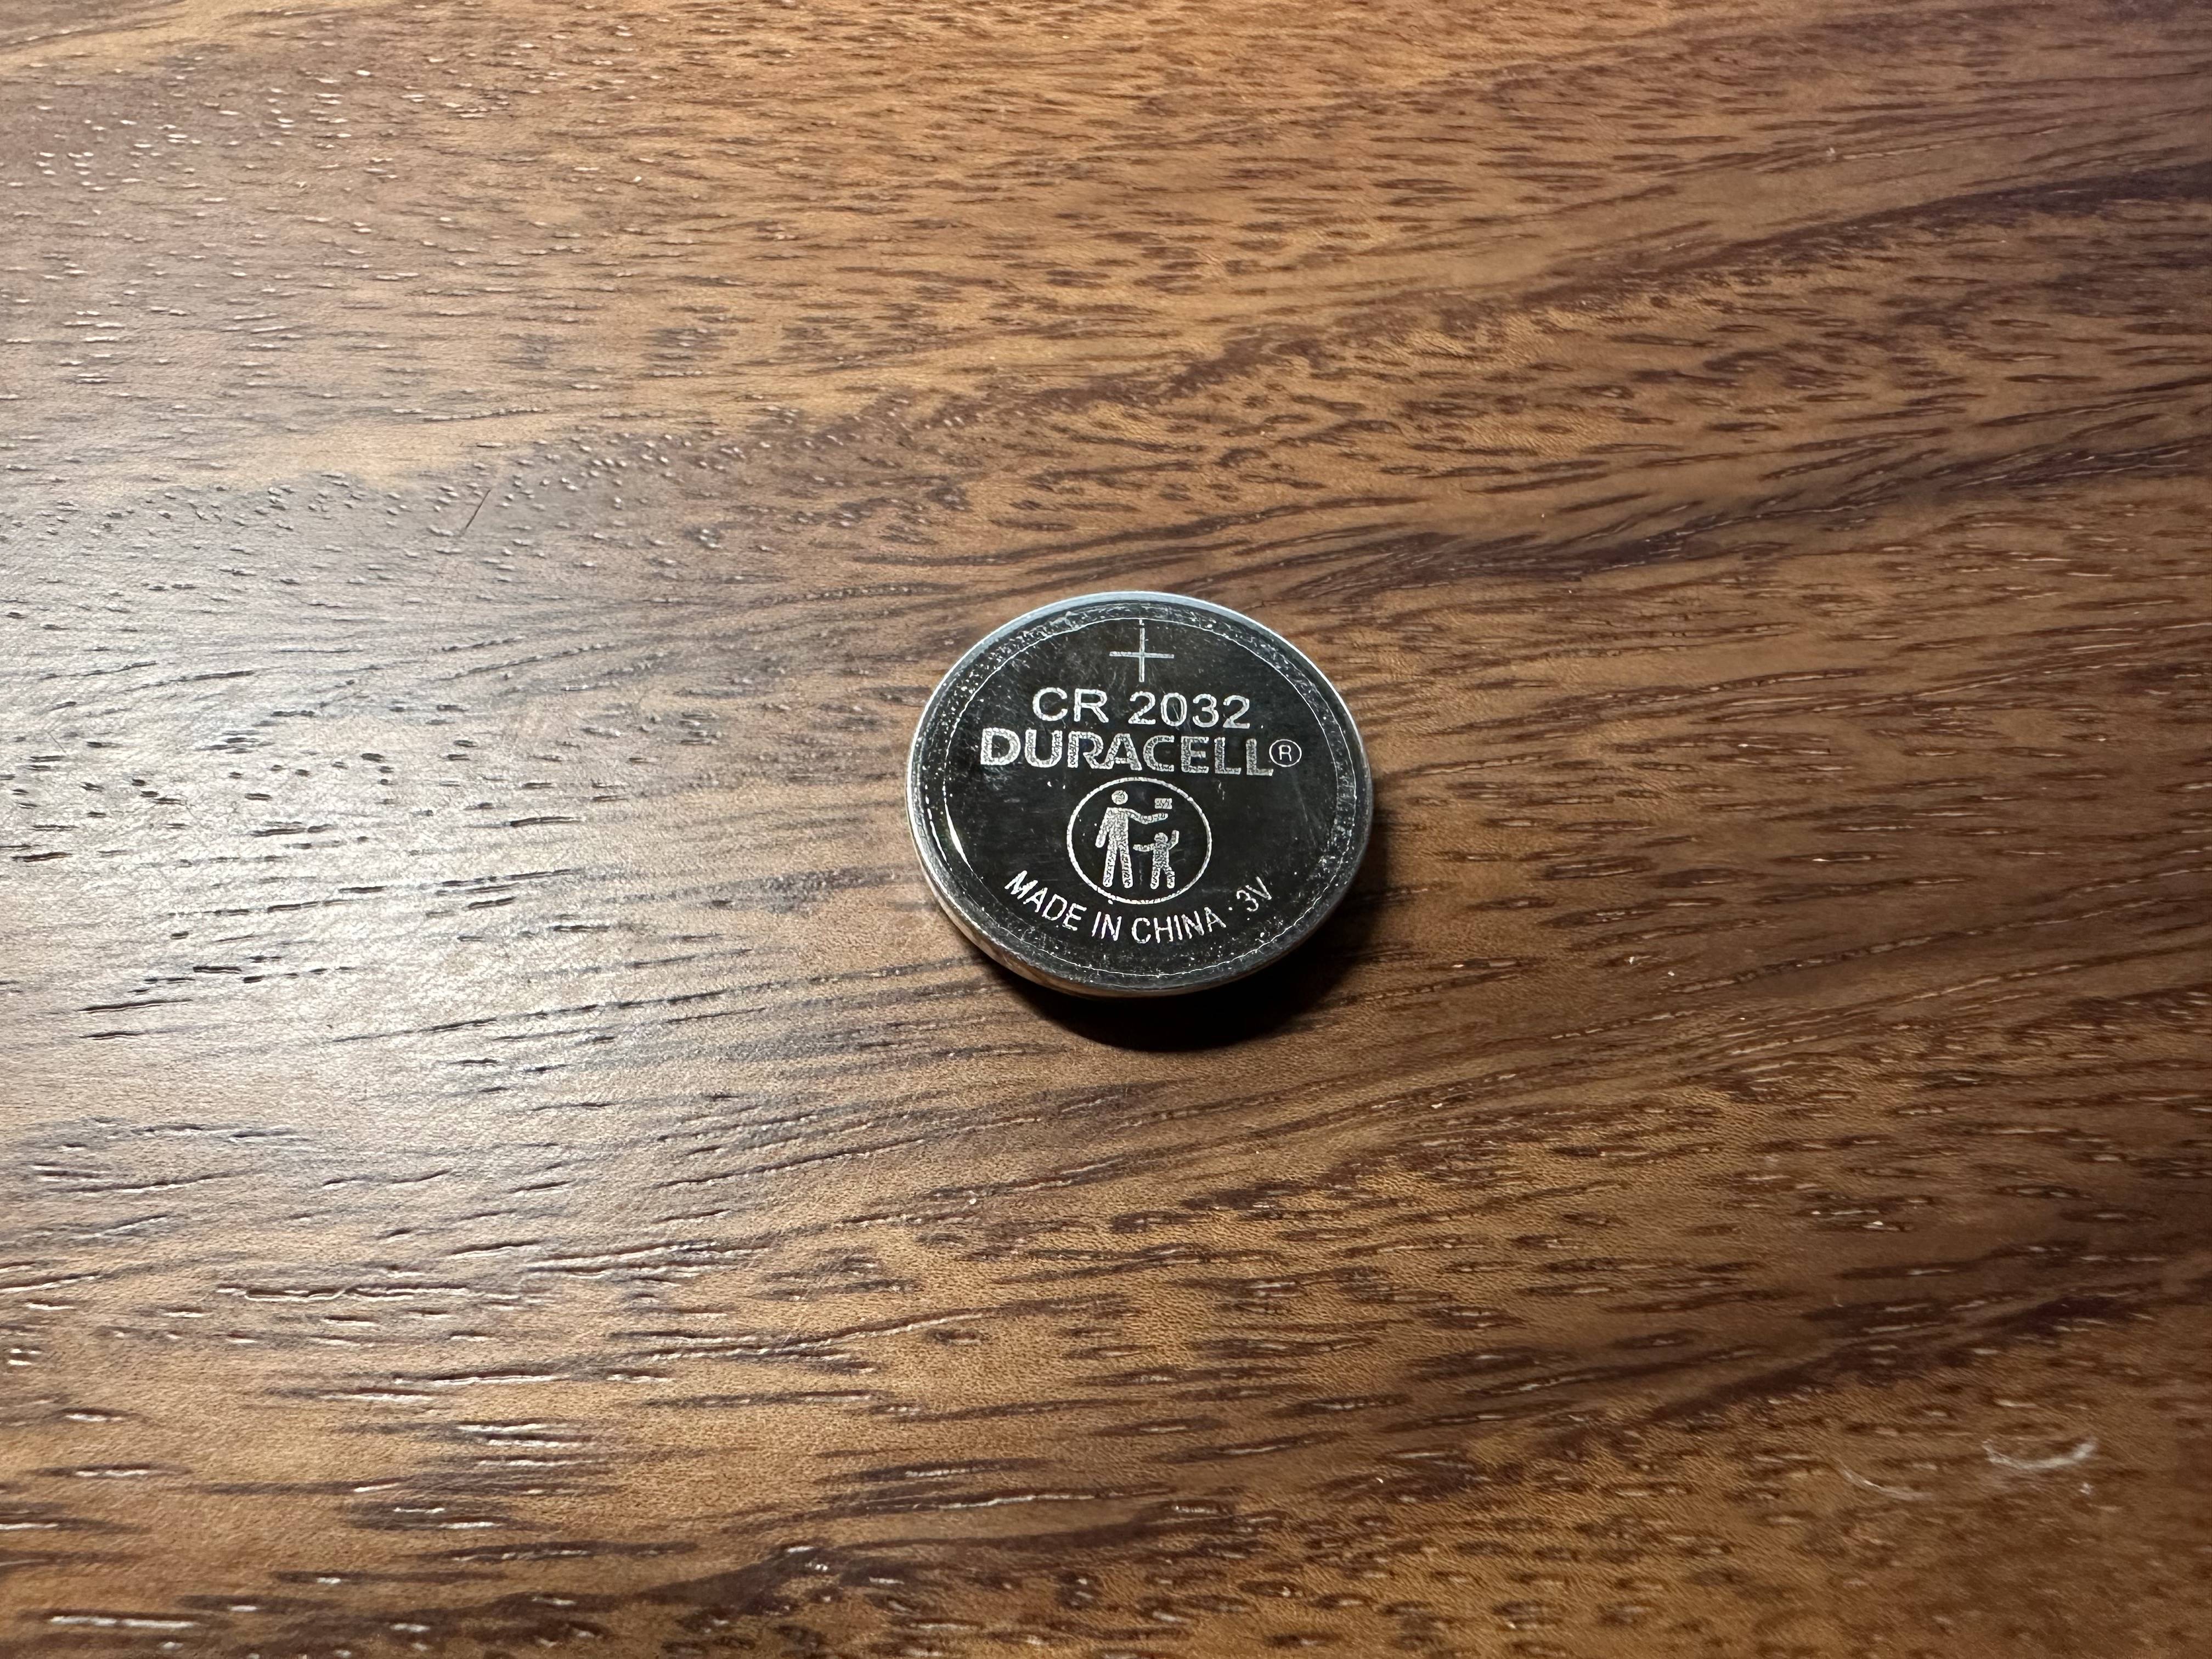 +
CR 2032
DURACELL®
MADE IN CHINA · 3V